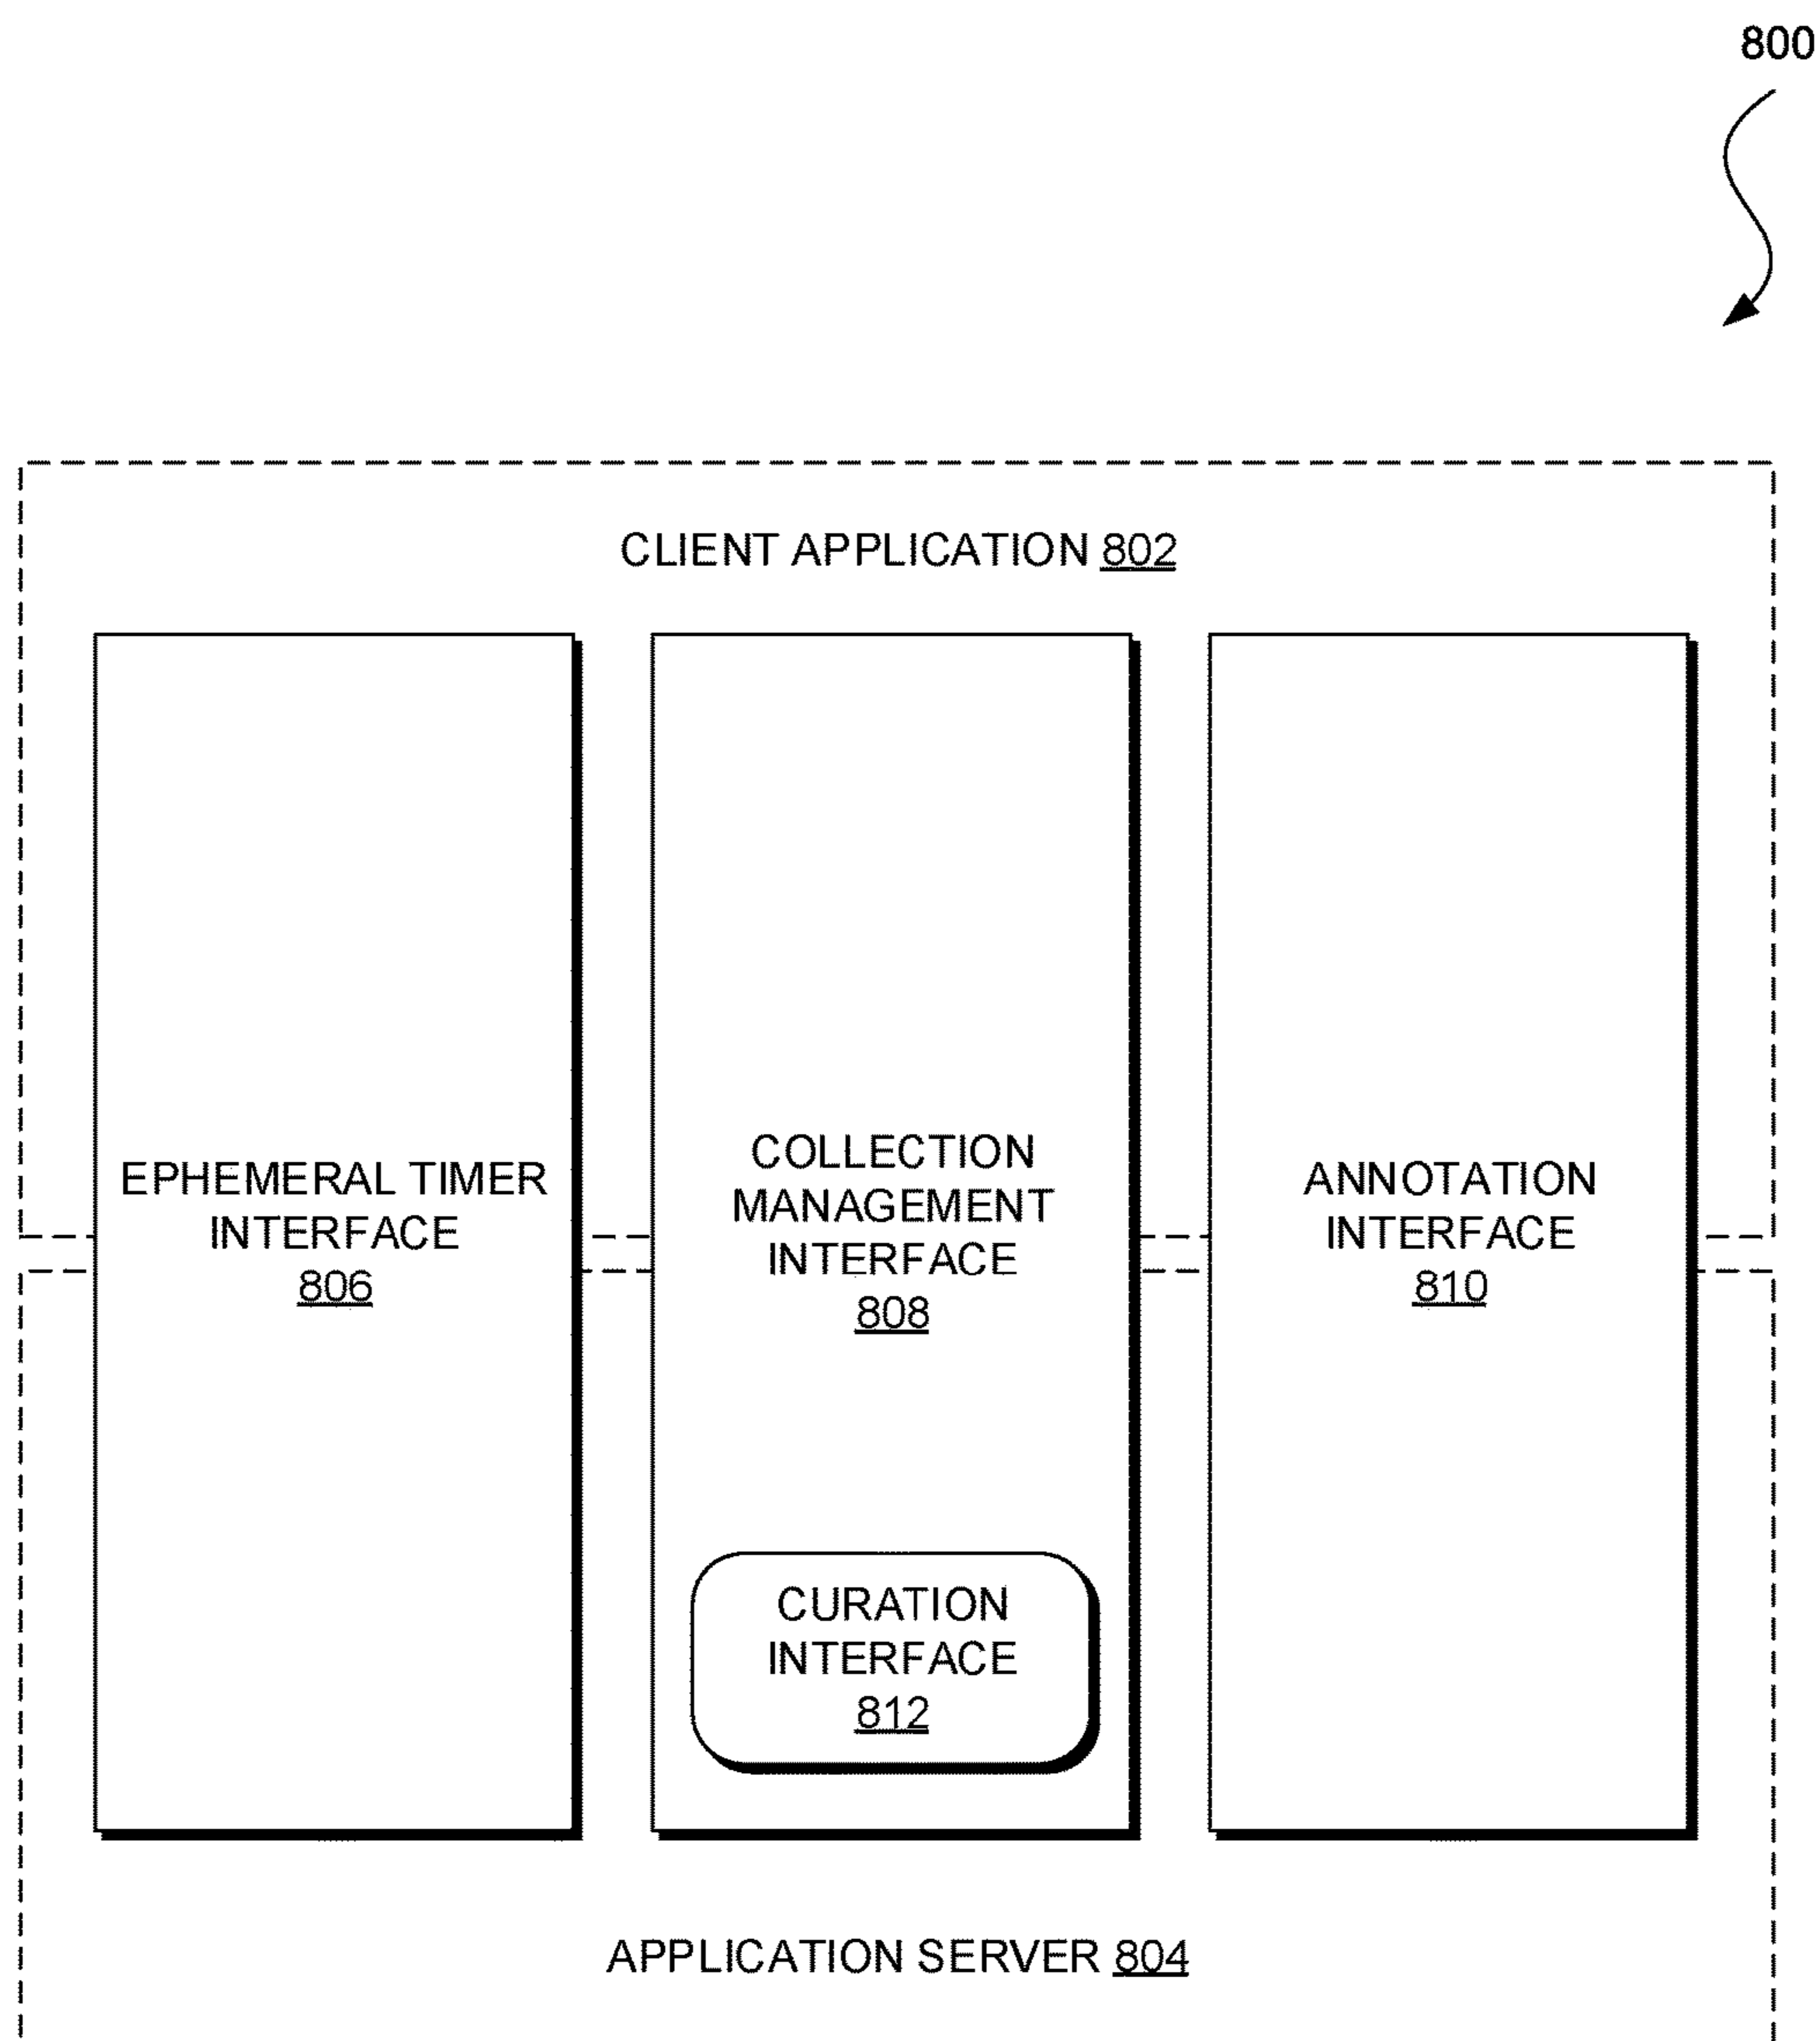 800
CLIENT APPLICATION 802
EPHEMERAL TIMER
INTERFACE
806
COLLECTION
MANAGEMENT
INTERFACE
808
ANNOTATION
INTERFACE
810
CURATION
INTERFACE
812
APPLICATION SERVER 804